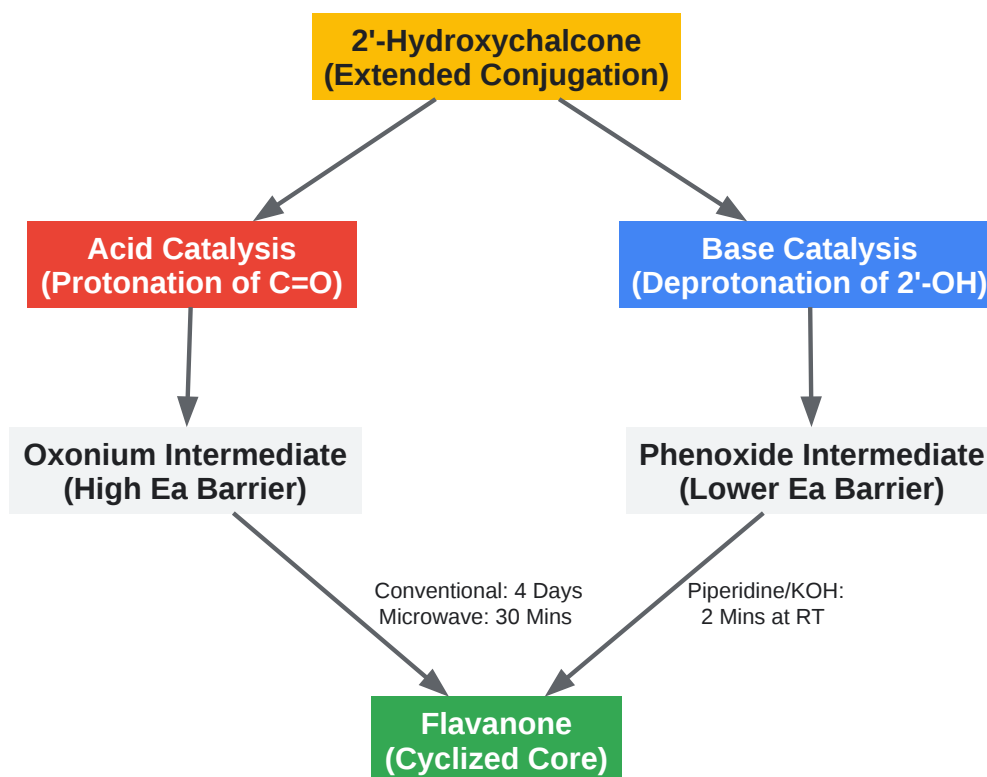 2'-Hydroxychalcone
(Extended Conjugation)
Acid Catalysis
(Protonation of C=O)
Base Catalysis
(Deprotonation of 2'-OH)
Oxonium Intermediate
(High Ea Barrier)
Phenoxide Intermediate
(Lower Ea Barrier)
Conventional: 4 Days
Microwave: 30 Mins
Piperidine/KOH:
2 Mins at RT
Flavanone
(Cyclized Core)